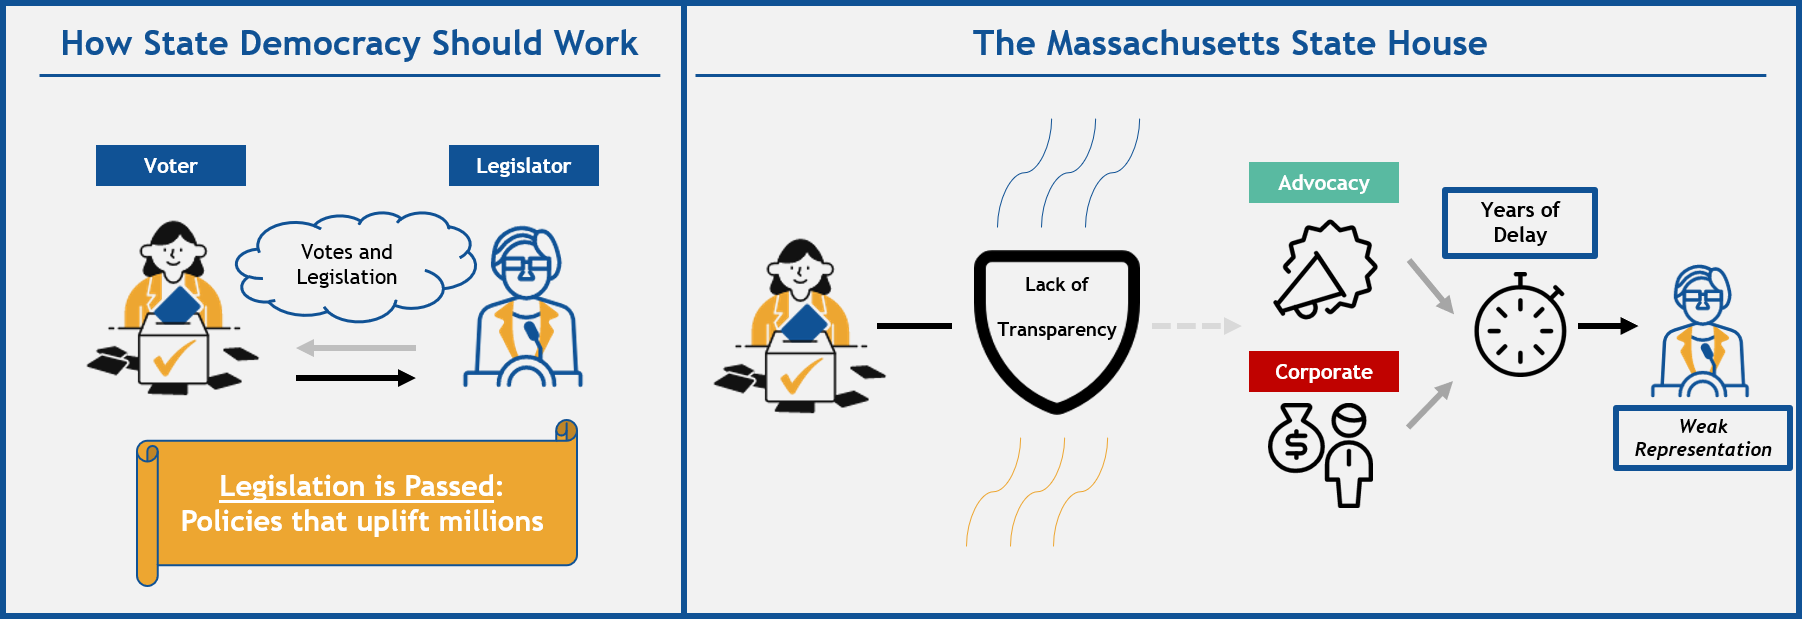 How State Democracy Should Work
Voter
Legislator
Votes and
Legislation
Legislation is Passed:
Policies that uplift millions
The Massachusetts State House
Lack of
Transparency
Advocacy
Corporate
$
Years of
Delay
Weak
Representation